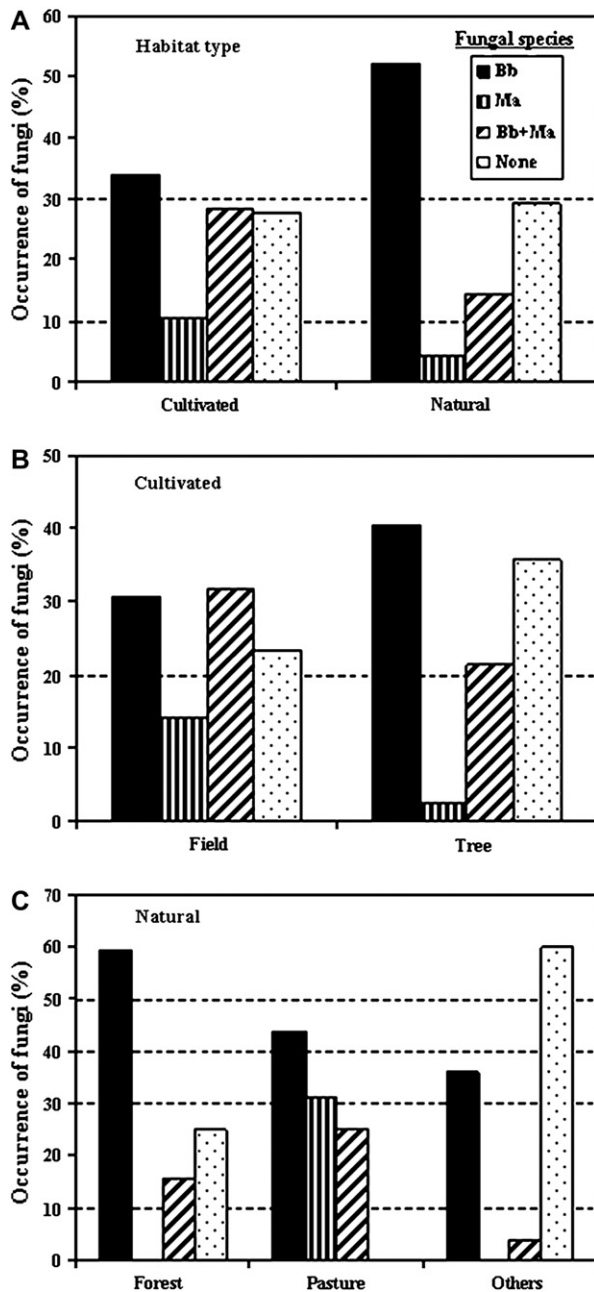 A
Habitat type
Fungal species
Bb
Ma
Bb+Ma
None
Occurrence of fungi (%)
60
50
40
30
20
10
0
Cultivated Natural
B
Cultivated
Occurrence of fungi (%)
50
40
30
20
10
0
Field Tree
C
Natural
Occurrence of fungi (%)
70
60
50
40
30
20
10
0
Forest Pasture Others